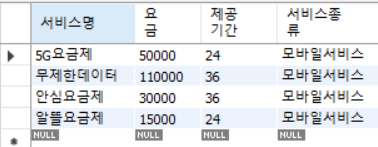 서비스명 요금 제공기간 서비스종류
5G요금제 50000 24 모바일서비스
무제한데이터 110000 36 모바일서비스
안심요금제 30000 36 모바일서비스
알뜰요금제 15000 24 모바일서비스
NULL NULL NULL NULL